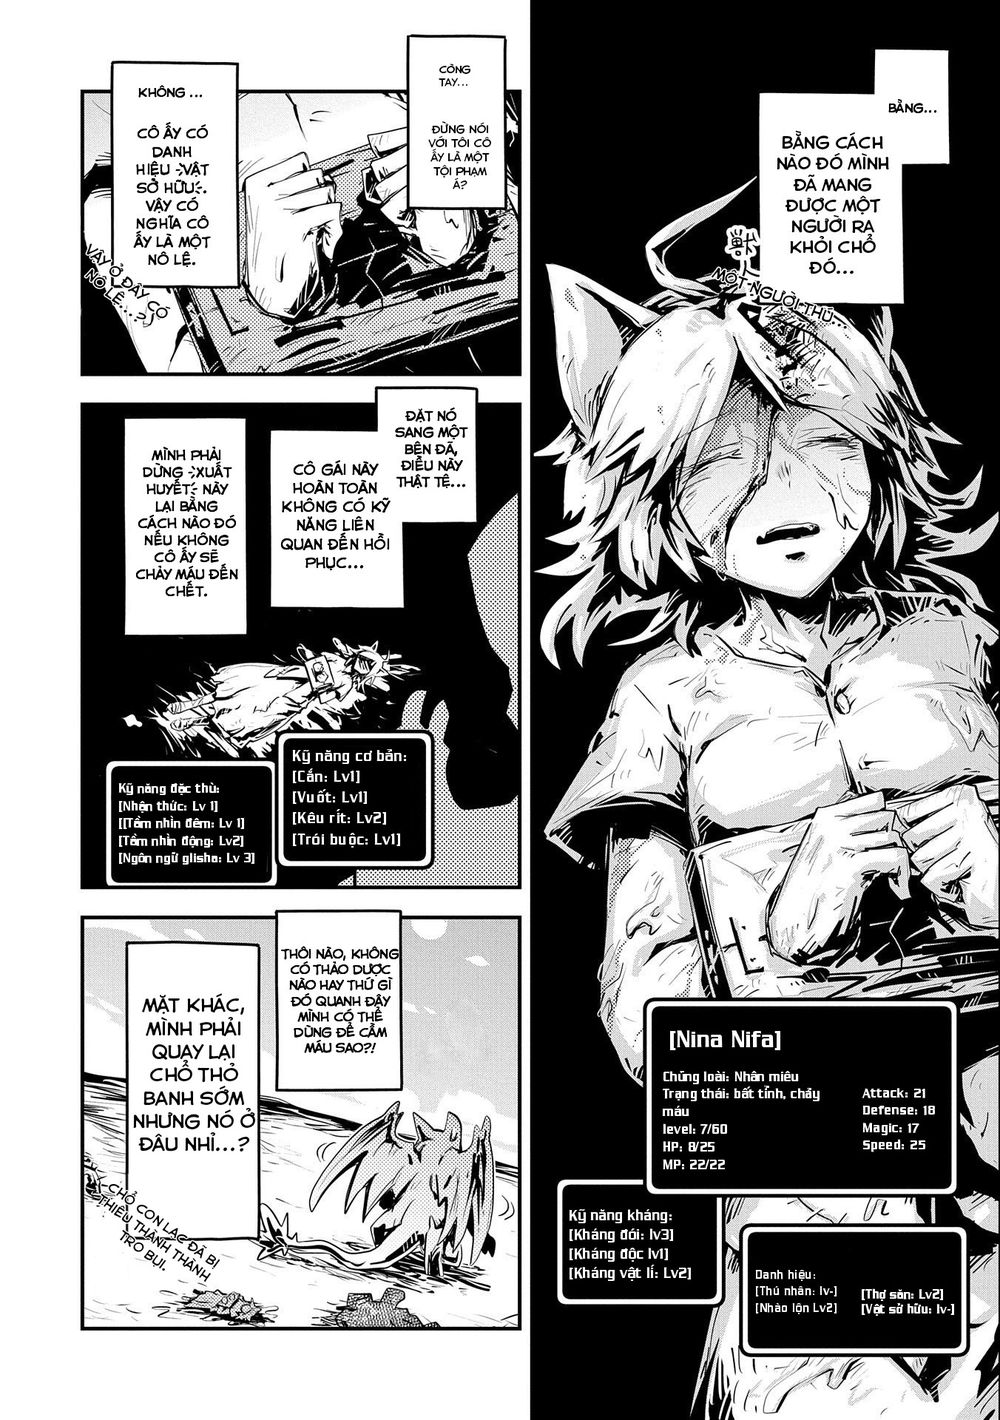 BẰNG...
BẰNG CÁCH
NÀO ĐÓ MÌNH
ĐÃ MANG
ĐƯỢC MỘT
NGƯỜI RA
KHỎI CHỔ
ĐÓ...
獣人
MỘT NGƯỜI THÚ...
[Nina Nifa]
Chủng loài: Nhân miêu
Trạng thái: bất tỉnh, chảy
máu
level: 7/60
HP: 8/25
MP: 22/22
Attack: 21
Defense: 18
Magic: 17
Speed: 25
Kỹ năng kháng:
[Kháng đói: lv3]
[Kháng độc lv1]
[Kháng vật lí: Lv2]
Danh hiệu:
[Thú nhân: lv-]
[Nhào lộn Lv2]
[Thợ săn: Lv2]
[Vật sở hữu: lv-]
CÒNG
TAY...
ĐỪNG NÓI
VỚI TÔI CÔ
ẤY LÀ MỘT
TỘI PHẠM
Á?
KHÔNG ...
CÔ ẤY CÓ
DANH
HIỆU -VẬT
SỞ HỮU-.
VẬY CÓ
NGHĨA CÔ
ẤY LÀ MỘT
NÔ LỆ.
VẬY Ở ĐÂY CÓ
NÔ LỆ...?
ĐẶT NÓ
SANG MỘT
BÊN ĐÃ,
ĐIỀU NÀY
THẬT TỆ...
CÔ GÁI NÀY
HOÀN TOÀN
KHÔNG CÓ KỸ
NĂNG LIÊN
QUAN ĐẾN HỒI
PHỤC...
MÌNH PHẢI
DỪNG -XUẤT
HUYẾT- NÀY
LẠI BẰNG
CÁCH NÀO ĐÓ
NẾU KHÔNG
CÔ ẤY SẼ
CHẢY MÁU ĐẾN
CHẾT.
Kỹ năng cơ bản:
[Cắn: Lv1]
[Vuốt: Lv1]
[Kêu rít: Lv2]
[Trói buộc: Lv1]
Kỹ năng đặc thù:
[Nhận thức: Lv 1]
[[Tầm nhìn đêm: Lv 1]
[Tầm nhìn động: Lv2]
[Ngôn ngữ glisha: Lv 3]
THÔI NÀO, KHÔNG
CÓ THẢO DƯỢC
NÃO HAY THỨ GÌ
ĐÓ QUANH ĐẬY
MÌNH CÓ THỂ
DÙNG ĐỂ CẦM
MÁU SAO?!
MẶT KHÁC,
MÌNH PHẢI
QUAY LẠI
CHỔ THỎ
BANH SỚM
NHƯNG NÓ Ở
ĐÂU NHỈ...?
CHỔ CON LẠC ĐÀ BỊ
THIÊU THÀNH THÀNH
TRO BỤI.